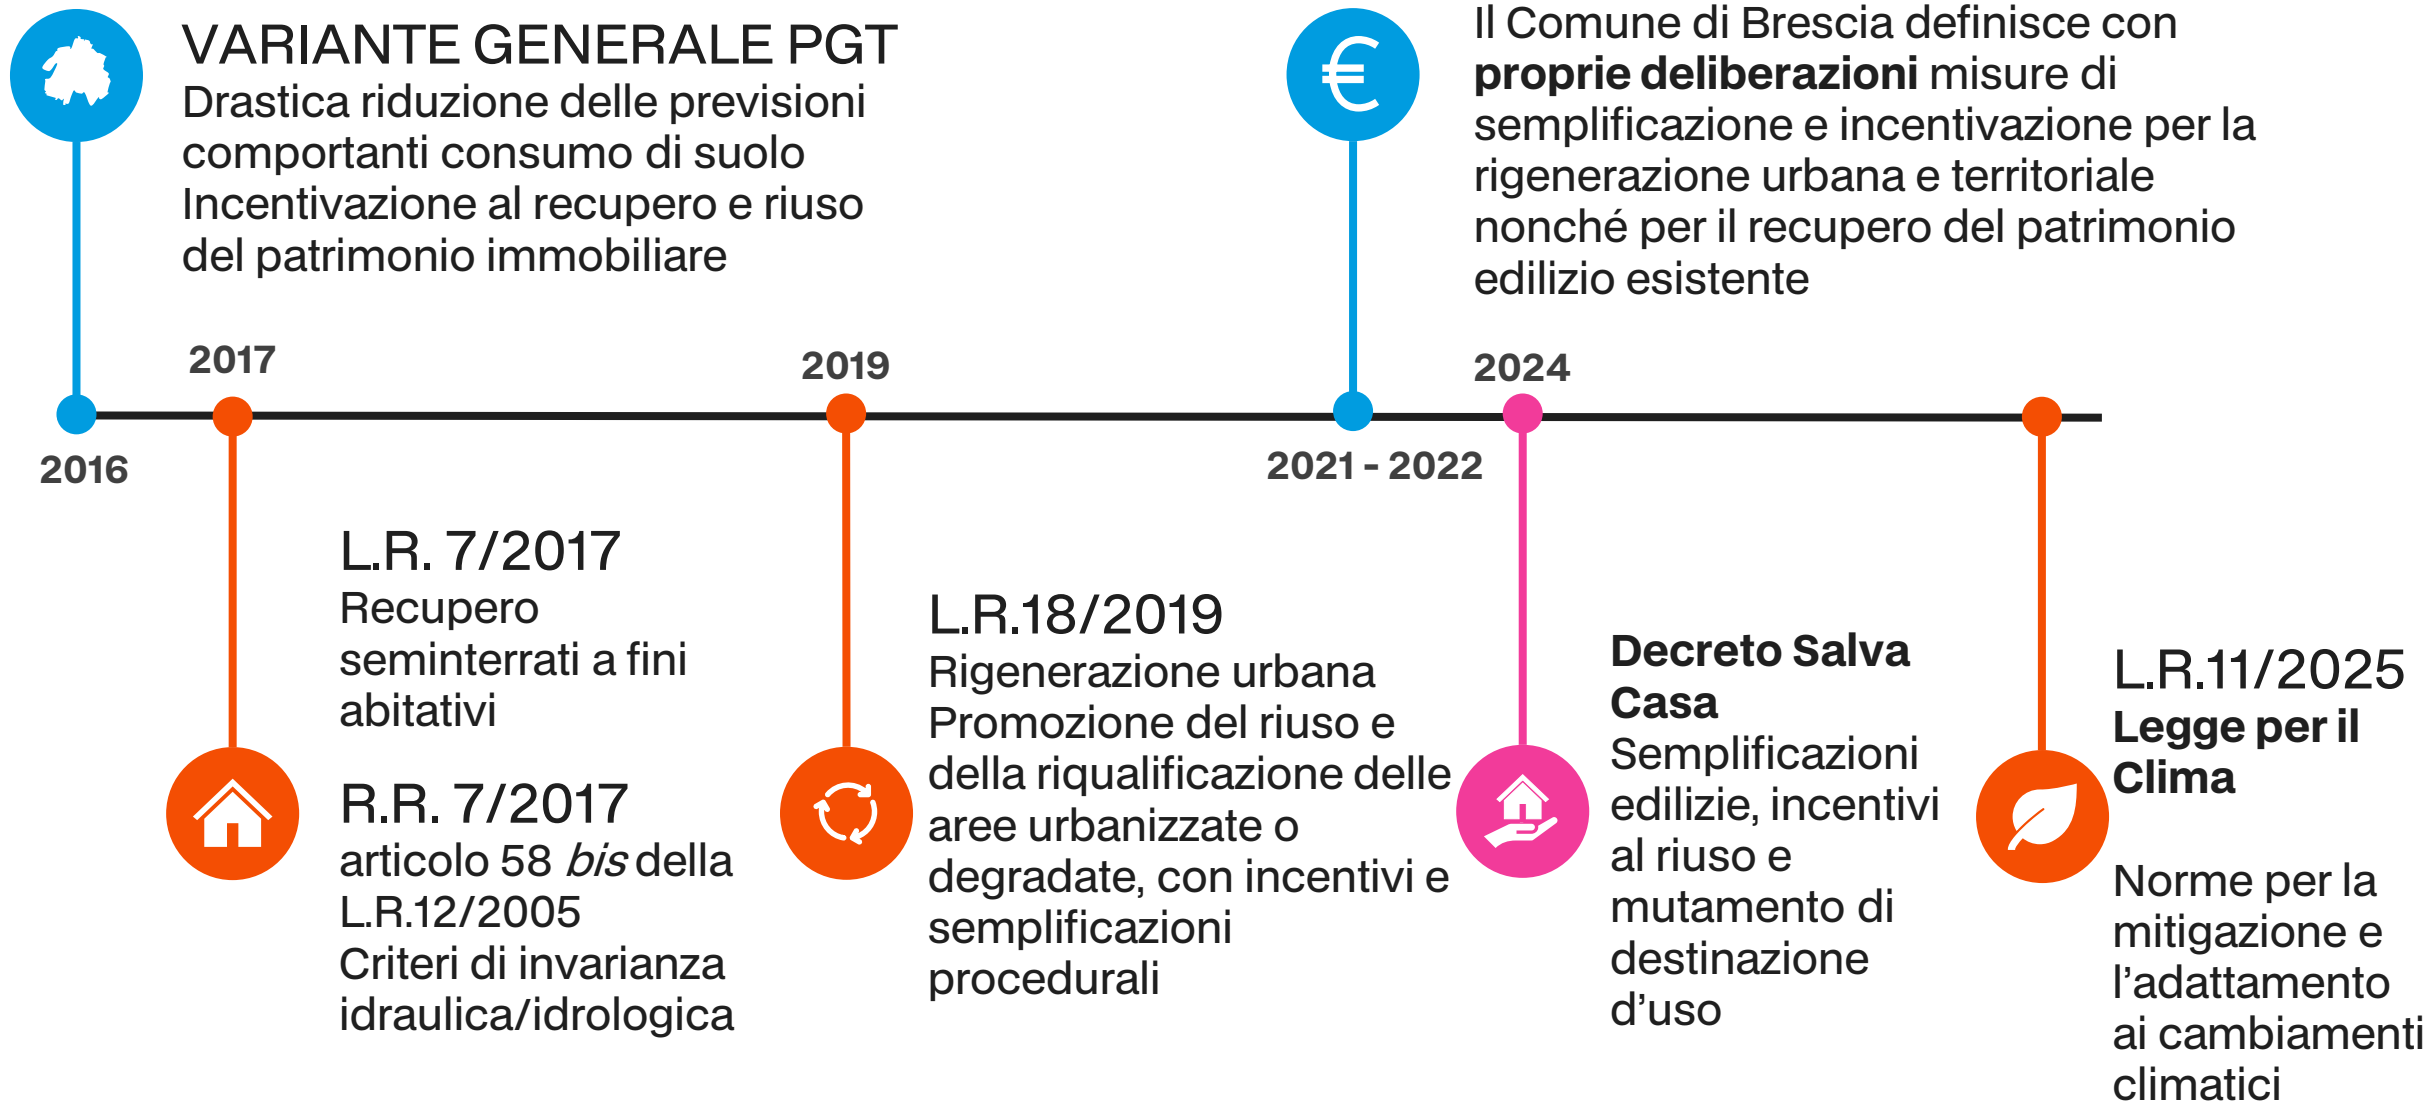 VARIANTE GENERALE PGT
Drastica riduzione delle previsioni
comportanti consumo di suolo
Incentivazione al recupero e riuso
del patrimonio immobiliare
Il Comune di Brescia definisce con
proprie deliberazioni misure di
semplificazione e incentivazione per la
rigenerazione urbana e territoriale
nonché per il recupero del patrimonio
edilizio esistente
2017
2019
2024
2016
2021 - 2022
L.R. 7/2017
Recupero
seminterrati a fini
abitativi
R.R. 7/2017
articolo 58 bis della
L.R.12/2005
Criteri di invarianza
idraulica/idrologica
L.R.18/2019
Rigenerazione urbana
Promozione del riuso e
della riqualificazione delle
aree urbanizzate o
degradate, con incentivi e
semplificazioni
procedurali
Decreto Salva
Casa
Semplificazioni
edilizie, incentivi
al riuso e
mutamento di
destinazione
d’uso
L.R.11/2025
Legge per il
Clima
Norme per la
mitigazione e
l’adattamento
ai cambiamenti
climatici